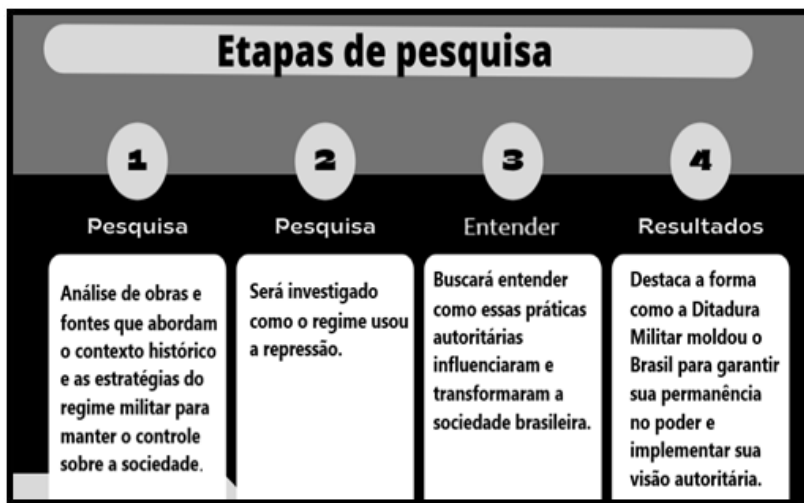 Etapas de pesquisa
1
Pesquisa
Análise de obras e
fontes que abordam
o contexto histórico
e as estratégias do
regime militar para
manter o controle
sobre a sociedade.
2
Pesquisa
Será investigado
como o regime usou
a repressão.
3
Entender
Buscará entender
como essas práticas
autoritárias
influenciaram e
transformaram a
sociedade brasileira.
4
Resultados
Destaca a forma
como a Ditadura
Militar moldou o
Brasil para garantir
sua permanência
no poder e
implementar sua
visão autoritária.